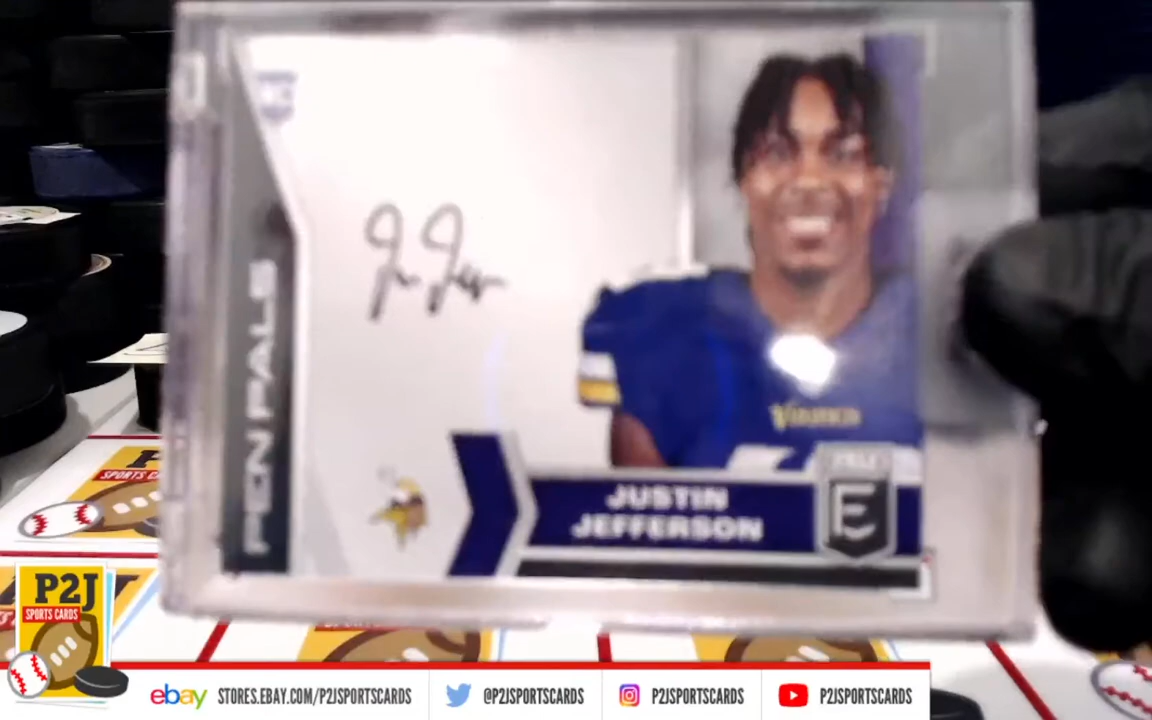 PEN PALS
VIKINGS
JUSTIN
JEFFERSON
E
P2J
SPORTS CARDS
ebay
STORES.EBAY.COM/P2JSPORTSCARDS
@P2JSPORTSCARDS
P2JSPORTSCARDS
P2JSPORTSCARDS